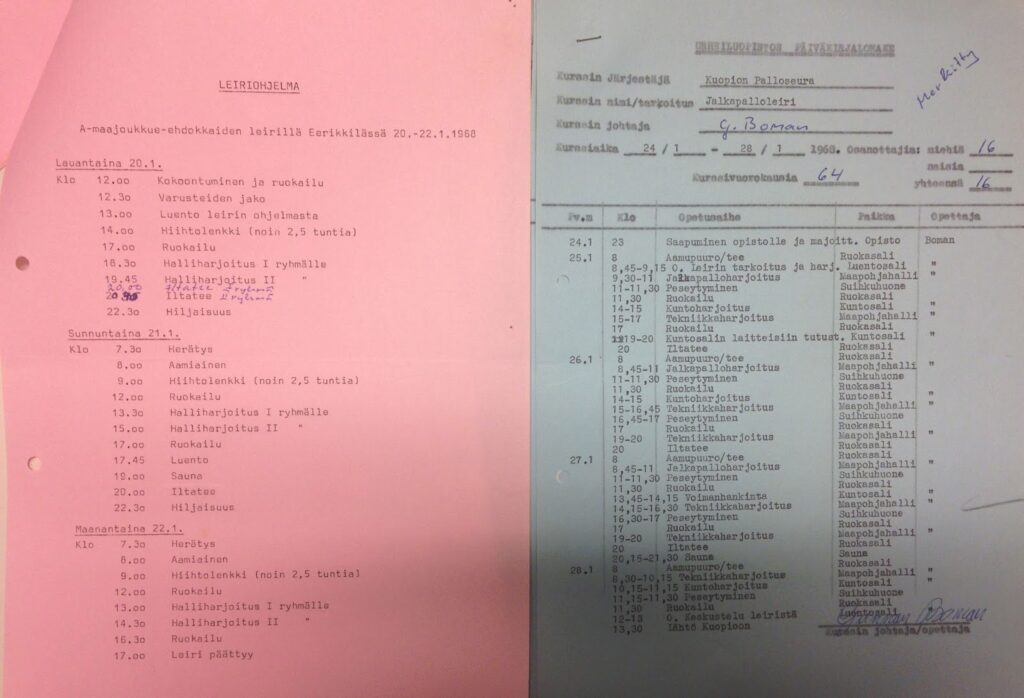 LEIRIOHJELMA
A-maajoukkue-ehdokkaiden leirillä Eerikkilässä 20.-22.1.1968
Lauantaina 20.1.
Klo 12.00 Kokoontuminen ja ruokailu
12.30 Varusteiden jako
13.00 Luento leirin ohjelmasta
14.00 Hiihtolenkki (noin 2,5 tuntia)
17.00 Ruokailu
18.30 Halliharjoitus I ryhmälle
19.45 Halliharjoitus II "
20.00 Iltatee I ryhmä
Iltatee II ryhmä
22.30 Hiljaisuus
Sunnuntaina 21.1.
Klo 7.30 Herätys
8.00 Aamiainen
9.00 Hiihtolenkki (noin 2,5 tuntia)
12.00 Ruokailu
13.30 Halliharjoitus I ryhmälle
15.00 Halliharjoitus II "
17.00 Ruokailu
17.45 Luento
19.00 Sauna
20.00 Iltatee
22.30 Hiljaisuus
Maanantaina 22.1.
Klo 7.30 Herätys
8.00 Aamiainen
9.00 Hiihtolenkki (noin 2,5 tuntia)
12.00 Ruokailu
13.00 Halliharjoitus I ryhmälle
14.30 Halliharjoitus II "
16.30 Ruokailu
17.00 Leiri päättyy
URHEILUOPISTON PÄIVÄKIRJALOMAKE
Merkitty
Kurssin järjestäjä Kuopion Palloseura
Kurssin nimi/tarkoitus Jalkapalloleiri
Kurssin johtaja G. Boman
Kurssiaika 24 / 1 - 28 / 1 1968. Osanottajia: miehiä 16
naisia
Kurssivuorokausia 64 yhteensä 16
Pv.m Klo Opetusaihe Paikka Opettaja
24.1 23 Saapuminen opistolle ja majoitt. Opisto Boman
25.1 8 Aamupuuro/tee Ruokasali
8,45-9,15 O. Leirin tarkoitus ja harj. Luentosali "
9,30-11 Jalkapalloharjoitus Maapohjahalli "
11-11,30 Peseytyminen Suihkuhuone
11,30 Ruokailu Ruokasali
14-15 Kuntoharjoitus Kuntosali "
15-17 Tekniikkaharjoitus Maapohjahalli "
17 Ruokailu Ruokasali
19-20 Kuntosalin laitteisiin tutust. Kuntosali "
20 Iltatee Ruokasali
26.1 8 Aamupuuro/tee Ruokasali
8,45-11 Jalkapalloharjoitus Maapohjahalli "
11-11,30 Peseytyminen Suihkuhuone
11,30 Ruokailu Ruokasali
14-15 Kuntoharjoitus Kuntosali "
15-16,45 Tekniikkaharjoitus Maapohjahalli "
16,45-17 Peseytyminen Suihkuhuone
17 Ruokailu Ruokasali
19-20 Tekniikkaharjoitus Maapohjahalli "
20 Iltatee Ruokasali
27.1 8 Aamupuuro/tee Ruokasali
8,45-11 Jalkapalloharjoitus Maapohjahalli "
11-11,30 Peseytyminen Suihkuhuone
11,30 Ruokailu Ruokasali
13,45-14,15 Voimanhankinta Kuntosali "
14,15-16,30 Tekniikkaharjoitus Maapohjahalli "
16,30-17 Peseytyminen Suihkuhuone
17 Ruokailu Ruokasali
19-20 Tekniikkaharjoitus Maapohjahalli "
20 Iltatee Ruokasali
20,15-21,30 Sauna Sauna
28.1 8 Aamupuuro/tee Ruokasali
8,30-10,15 Tekniikkaharjoitus Maapohjahalli "
10,15-11,15 Kuntoharjoitus Kuntosali "
11,15-11,30 Peseytyminen Suihkuhuone
11,30 Ruokailu Ruokasali
12-13 O. Keskustelu leiristä Luentosali
13,30 Lähtö Kuopioon
Boman
Kurssin johtaja/opettaja